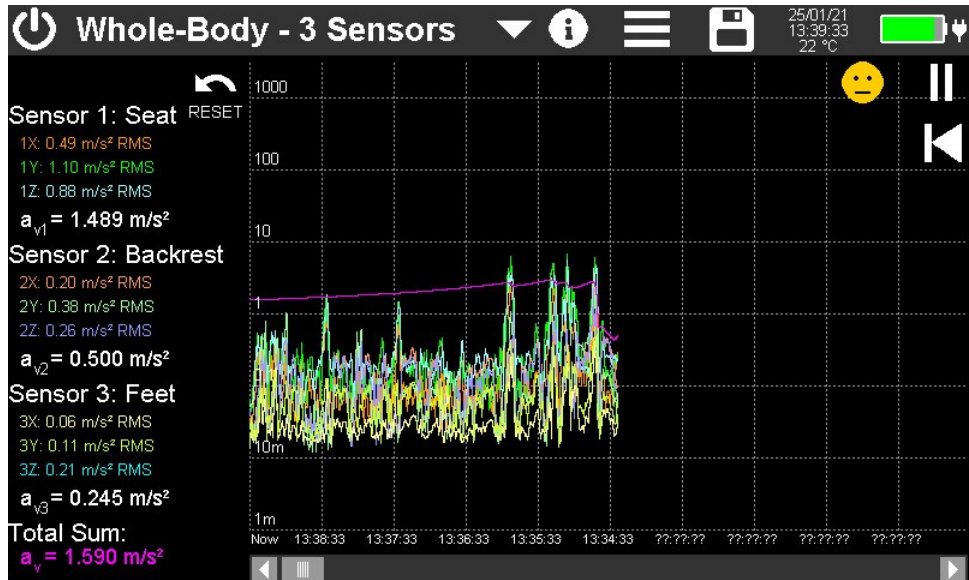 Whole-Body - 3 Sensors
25/01/21
13:39:33
22 °C
RESET
Sensor 1: Seat
1X: 0.49 m/s² RMS
1Y: 1.10 m/s² RMS
1Z: 0.88 m/s² RMS
av1= 1.489 m/s²
Sensor 2: Backrest
2X: 0.20 m/s² RMS
2Y: 0.38 m/s² RMS
2Z: 0.26 m/s² RMS
av2= 0.500 m/s²
Sensor 3: Feet
3X: 0.06 m/s² RMS
3Y: 0.11 m/s² RMS
3Z: 0.21 m/s² RMS
av3= 0.245 m/s²
Total Sum:
av= 1.590 m/s²
1000
100
10
1
10m
1m
Now 13:38:33 13:37:33 13:36:33 13:35:33 13:34:33 ??:??:?? ??:??:?? ??:??:?? ??:??:??